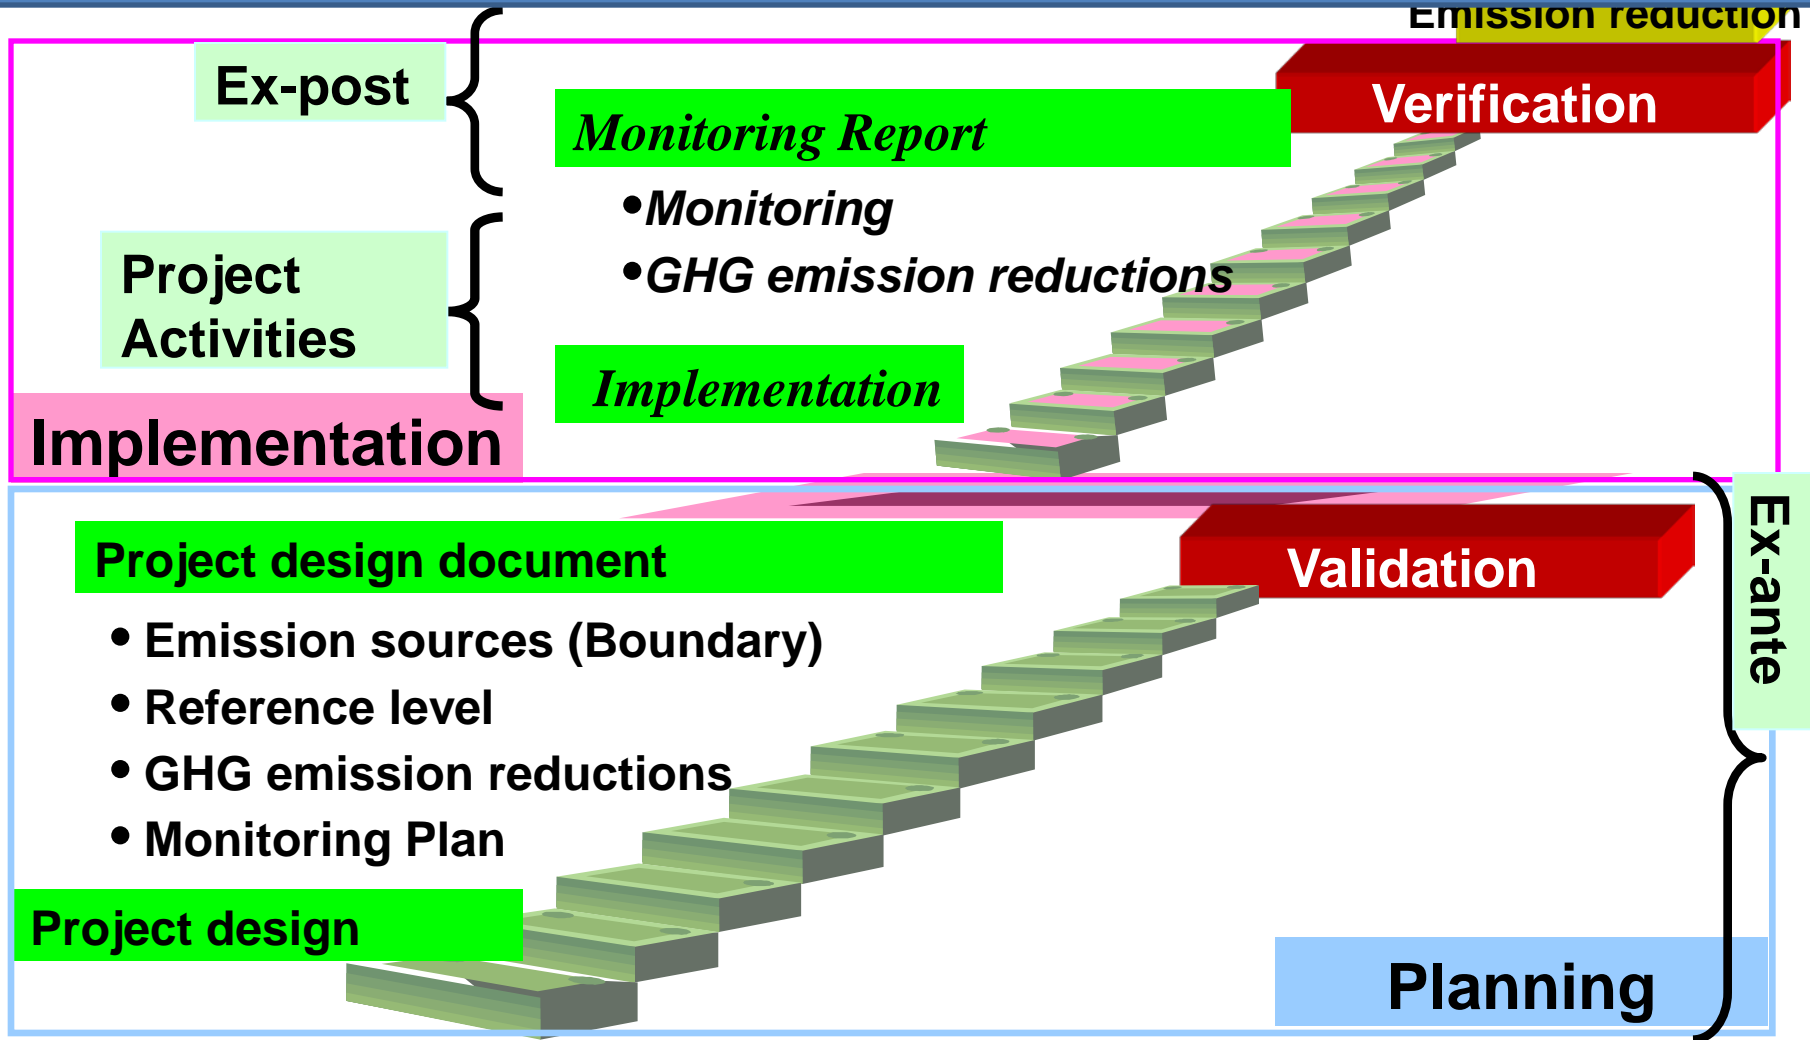 Emission reduction
Ex-post
Verification
Monitoring Report
•Monitoring
•GHG emission reductions
Project
Activities
Implementation
Implementation
Ex-ante
Project design document
Validation
• Emission sources (Boundary)
• Reference level
• GHG emission reductions
• Monitoring Plan
Project design
Planning